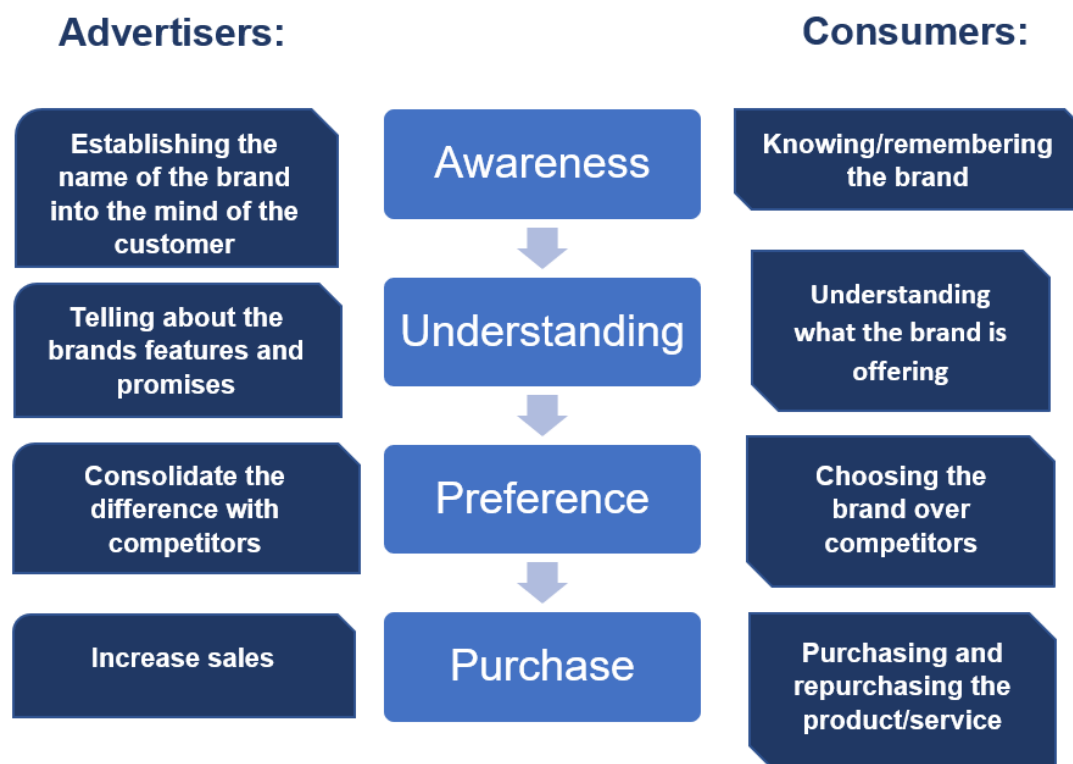 Advertisers:
Consumers:
Establishing the
name of the brand
into the mind of the
customer
Awareness
Knowing/remembering
the brand
Telling about the
brands features and
promises
Understanding
Understanding
what the brand is
offering
Consolidate the
difference with
competitors
Preference
Choosing the
brand over
competitors
Increase sales
Purchase
Purchasing and
repurchasing the
product/service